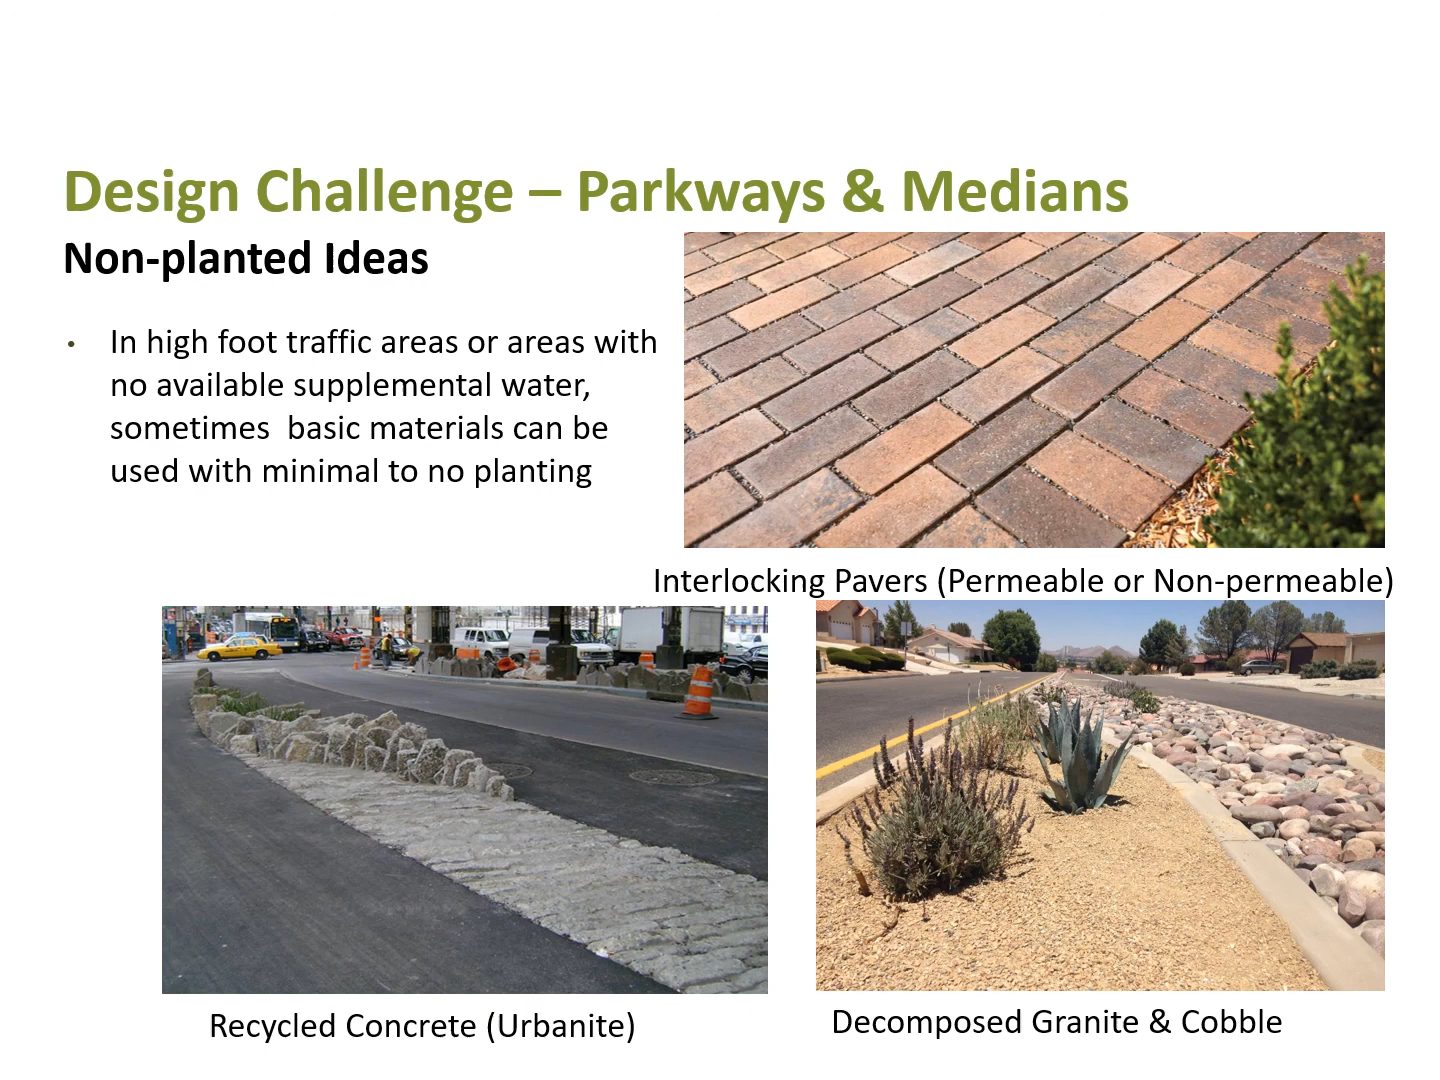 Design Challenge – Parkways & Medians
Non-planted Ideas
• In high foot traffic areas or areas with
no available supplemental water,
sometimes  basic materials can be
used with minimal to no planting
Interlocking Pavers (Permeable or Non-permeable)
Recycled Concrete (Urbanite)
Decomposed Granite & Cobble